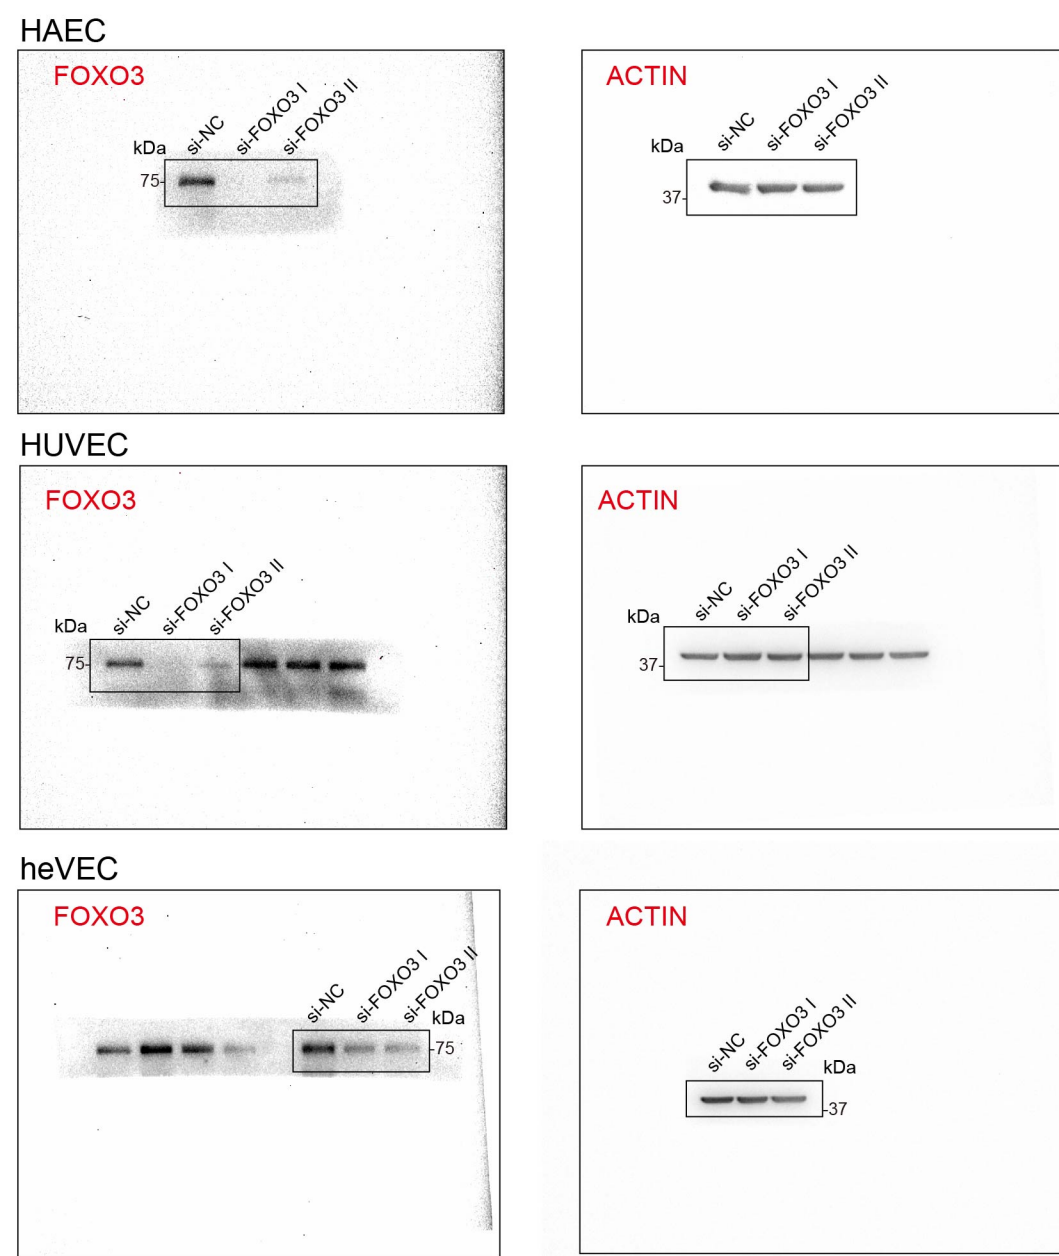 HAEC
FOXO3
kDa
si-NC
si-FOXO3 I
si-FOXO3 II
75
ACTIN
kDa
si-NC
si-FOXO3 I
si-FOXO3 II
37
HUVEC
FOXO3
kDa
si-NC
si-FOXO3 I
si-FOXO3 II
75
ACTIN
kDa
si-NC
si-FOXO3 I
si-FOXO3 II
37
heVEC
FOXO3
si-NC
si-FOXO3 I
si-FOXO3 II
kDa
75
ACTIN
si-NC
si-FOXO3 I
si-FOXO3 II
kDa
37